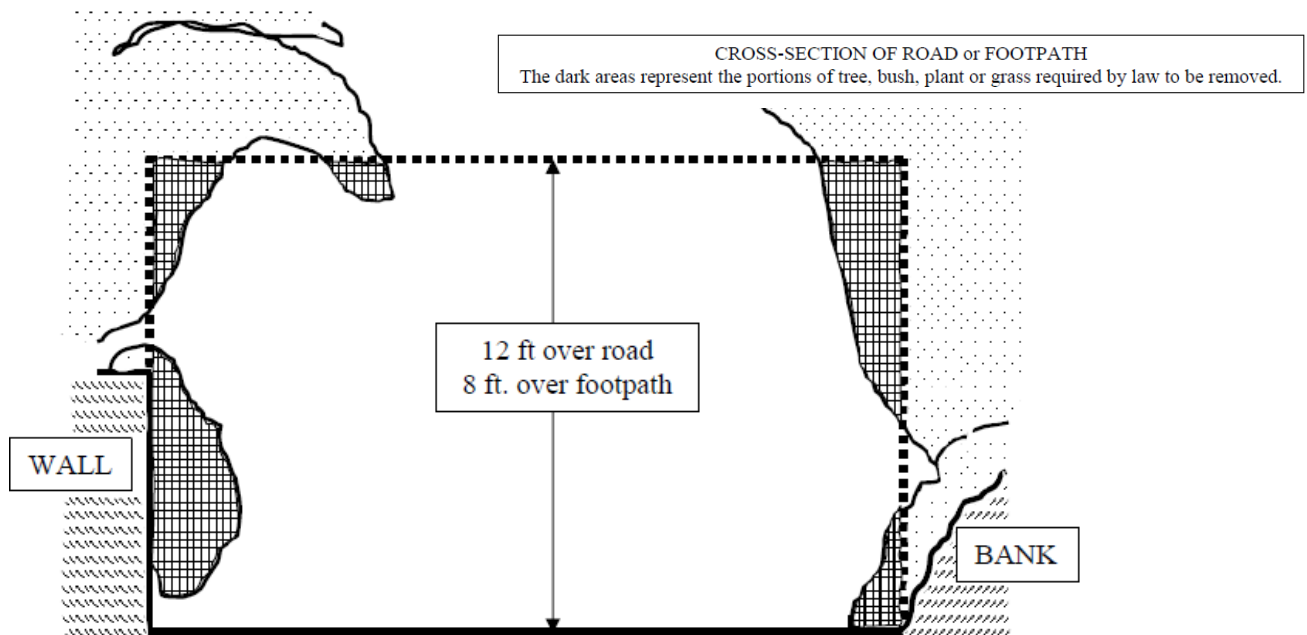 CROSS-SECTION OF ROAD or FOOTPATH
The dark areas represent the portions of tree, bush, plant or grass required by law to be removed.
12 ft over road
8 ft. over footpath
WALL
BANK